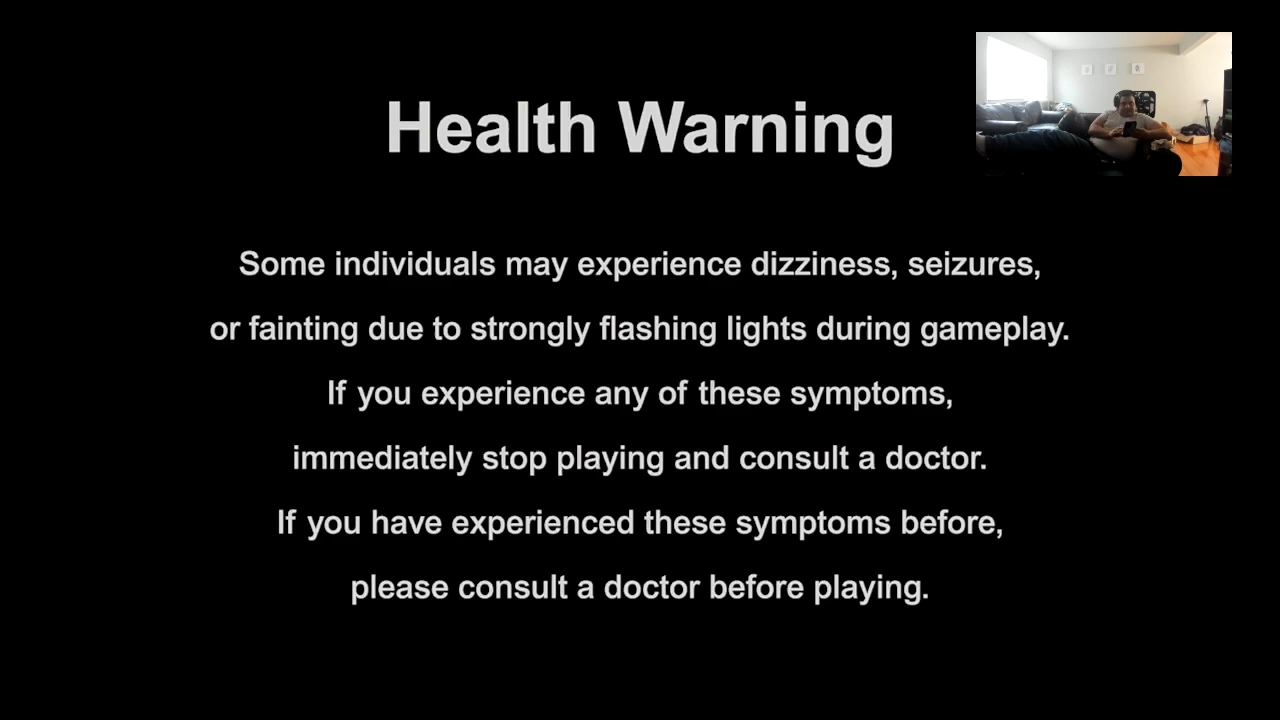 Health Warning
Some individuals may experience dizziness, seizures,
or fainting due to strongly flashing lights during gameplay.
If you experience any of these symptoms,
immediately stop playing and consult a doctor.
If you have experienced these symptoms before,
please consult a doctor before playing.